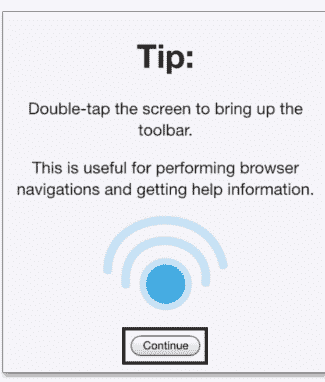 Tip:
Double-tap the screen to bring up the
toolbar.
This is useful for performing browser
navigations and getting help information.
Continue